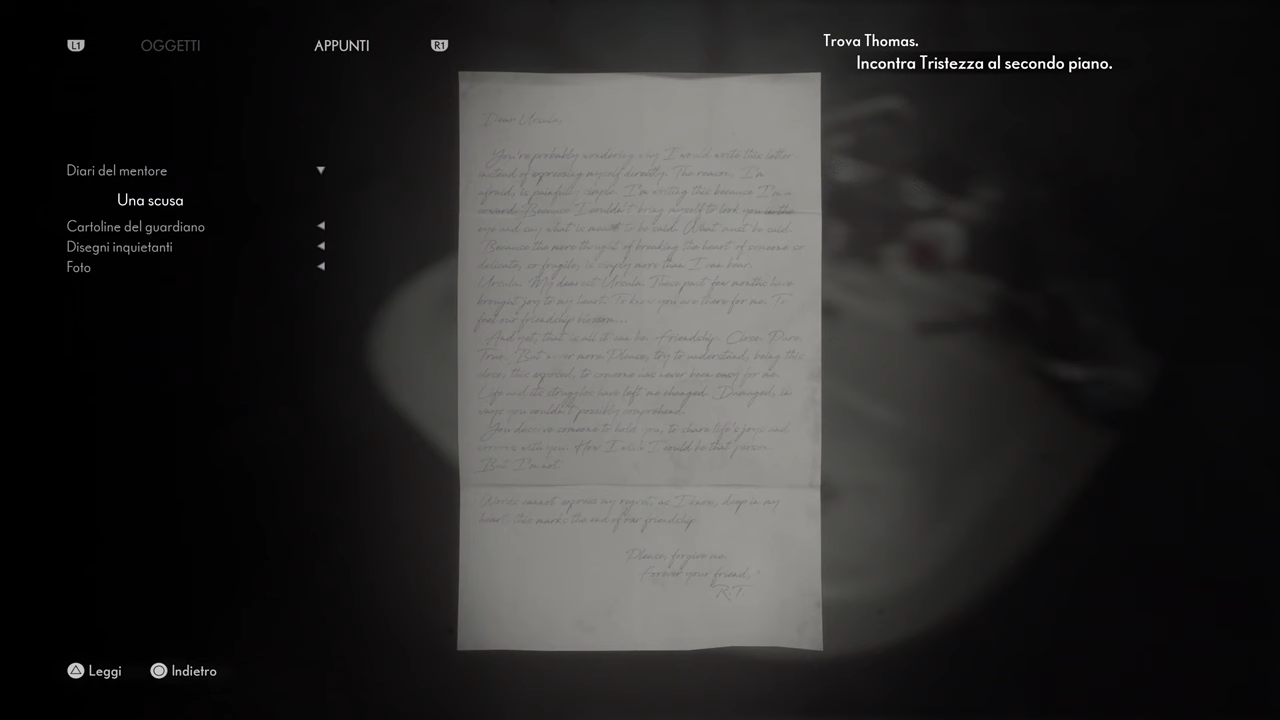 L1
OGGETTI
APPUNTI
R1
Trova Thomas.
Incontra Tristezza al secondo piano.
Diari del mentore
Una scusa
Cartoline del guardiano
Disegni inquietanti
Foto
Dear Ursula,
You're probably wondering why I would write this letter
instead of expressing myself directly. The reason, I'm
afraid, is painfully simple. I'm writing this because I'm a
coward. Because I couldn't bring myself to look you in the
eye and say what is meant to be said. What must be said.
Because the mere thought of breaking the heart of someone so
delicate, so fragile, is simply more than I can bear.
Ursula. My dearest Ursula. These past few months have
brought joy to my heart. To know you are there for me. To
feel our friendship blossom...
And yet, that is all it can be. Friendship. Close. Pure.
True. But never more. Please, try to understand, being this
close, this exposed, to someone has never been easy for me.
Life and its struggles have left me changed. Damaged, in
ways you couldn't possibly comprehend.
You deserve someone to hold you, to share life's joys and
sorrows with you. How I wish I could be that person...
But I'm not.
Words cannot express my regret, as I know, deep in my
heart, this marks the end of our friendship.
Please, forgive me.
Forever your friend,
R.T.
Leggi
Indietro